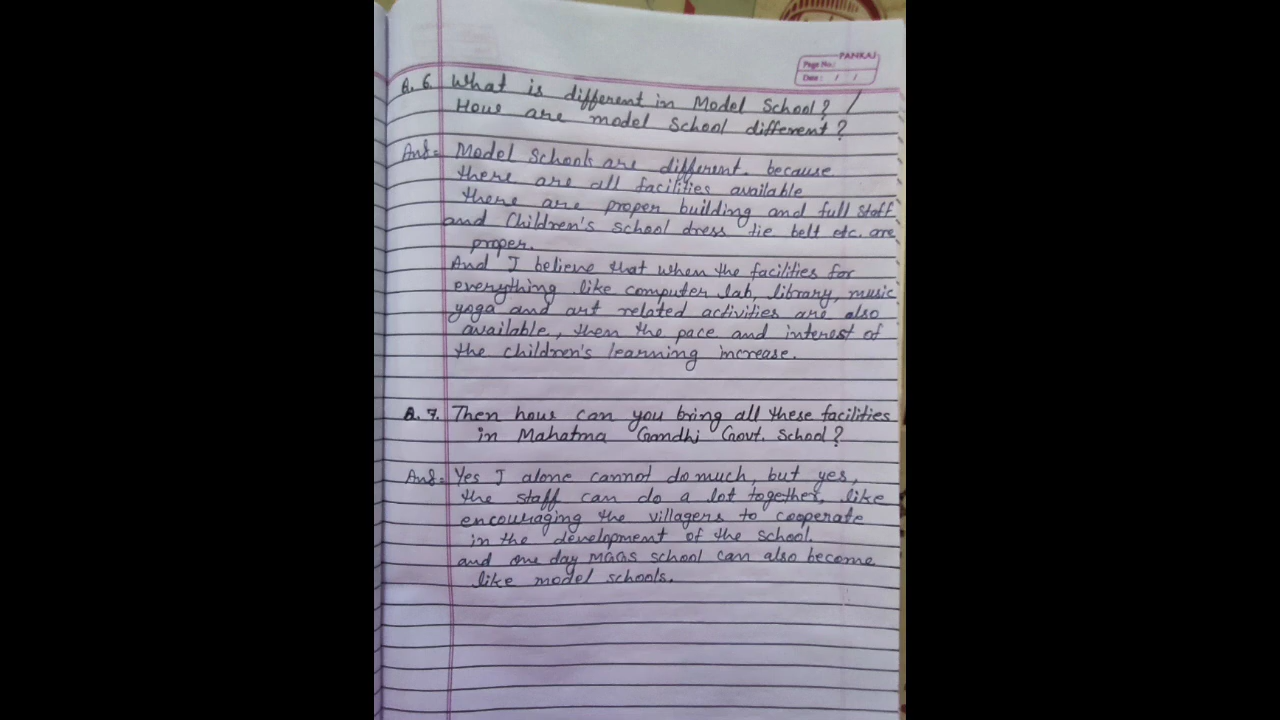 PANKAJ
Page No.:
Date: / /
Q. 6. What is different in Model School? /
How are model School different?
Ans= Model Schools are different. because
there are all facilities available
there are proper building and full staff
and Children's school dress tie belt etc. are
proper.
And I believe that when the facilities for
everything like computer lab, library, music
yoga and art related activities are also
available, then the pace and interest of
the children's learning increase.
Q. 7. Then how can you bring all these facilities
in Mahatma Gandhi Govt. School?
Ans= Yes I alone cannot do much, but yes,
the staff can do a lot together, like
encouraging the villagers to cooperate
in the development of the school.
and one day MGGS school can also become
like model schools.